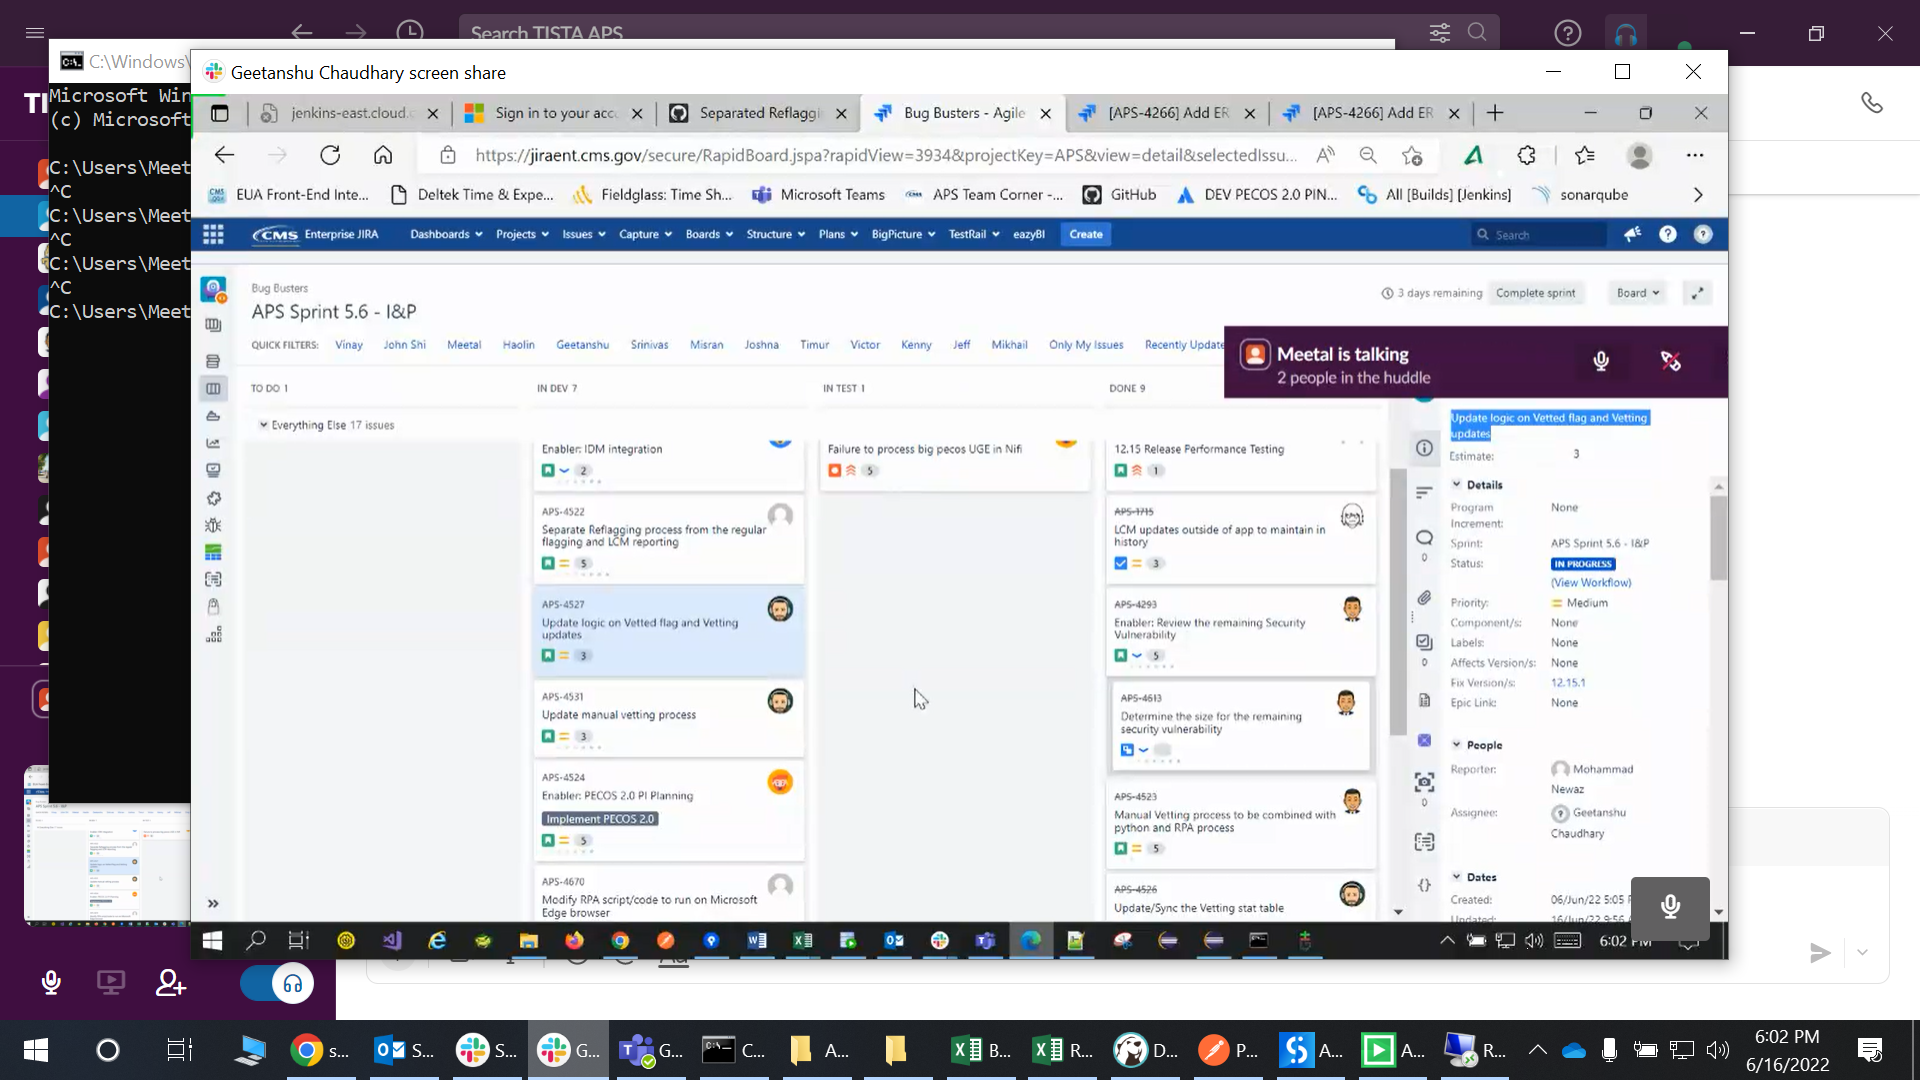 Search TISTA APS
C:\Windows\
Microsoft Win
(c) Microsoft
C:\Users\Meet
^C
C:\Users\Meet
^C
C:\Users\Meet
^C
C:\Users\Meet
Geetanshu Chaudhary screen share
jenkins-east.cloud.
Sign in to your acc
Separated Reflaggi
Bug Busters - Agile
[APS-4266] Add ER
[APS-4266] Add ER
https://jiraent.cms.gov/secure/RapidBoard.jspa?rapidView=3934&projectKey=APS&view=detail&selectedIssu...
EUA Front-End Inte...
Deltek Time & Expe...
Fieldglass: Time Sh...
Microsoft Teams
APS Team Corner -...
GitHub
DEV PECOS 2.0 PIN...
All [Builds] [Jenkins]
sonarqube
CMS Enterprise JIRA
Dashboards
Projects
Issues
Capture
Boards
Structure
Plans
BigPicture
TestRail
eazyBI
Create
Search
Bug Busters
APS Sprint 5.6 - I&P
3 days remaining
Complete sprint
Board
QUICK FILTERS:
Vinay
John Shi
Meetal
Haolin
Geetanshu
Srinivas
Misran
Joshna
Timur
Victor
Kenny
Jeff
Mikhail
Only My Issues
Recently Update
Meetal is talking
2 people in the huddle
TO DO 1
IN DEV 7
IN TEST 1
DONE 9
Everything Else 17 issues
Enabler: IDM integration
2
APS-4522
Separate Reflagging process from the regular
flagging and LCM reporting
5
APS-4527
Update logic on Vetted flag and Vetting
updates
3
APS-4531
Update manual vetting process
3
APS-4524
Enabler: PECOS 2.0 PI Planning
Implement PECOS 2.0
5
APS-4670
Modify RPA script/code to run on Microsoft
Edge browser
Failure to process big pecos UGE in Nifi
5
12.15 Release Performance Testing
1
APS-1715
LCM updates outside of app to maintain in
history
3
APS-4293
Enabler: Review the remaining Security
Vulnerability
5
APS-4613
Determine the size for the remaining
security vulnerability
APS-4523
Manual Vetting process to be combined with
python and RPA process
5
APS-4526
Update/Sync the Vetting stat table
Update logic on Vetted flag and Vetting
updates
Estimate: 3
Details
Program
Increment: None
Sprint: APS Sprint 5.6 - I&P
Status: IN PROGRESS
(View Workflow)
Priority: Medium
Component/s: None
Labels: None
Affects Version/s: None
Fix Version/s: 12.15.1
Epic Link: None
People
Reporter: Mohammad
Newaz
Assignee: Geetanshu
Chaudhary
Dates
Created: 06/Jun/22 5:05
Updated: 16/Jun/22 9:56
6:02 PM
s...
S...
S...
G...
G...
C...
A...
B...
R...
D...
P...
A...
A...
R...
6:02 PM
6/16/2022